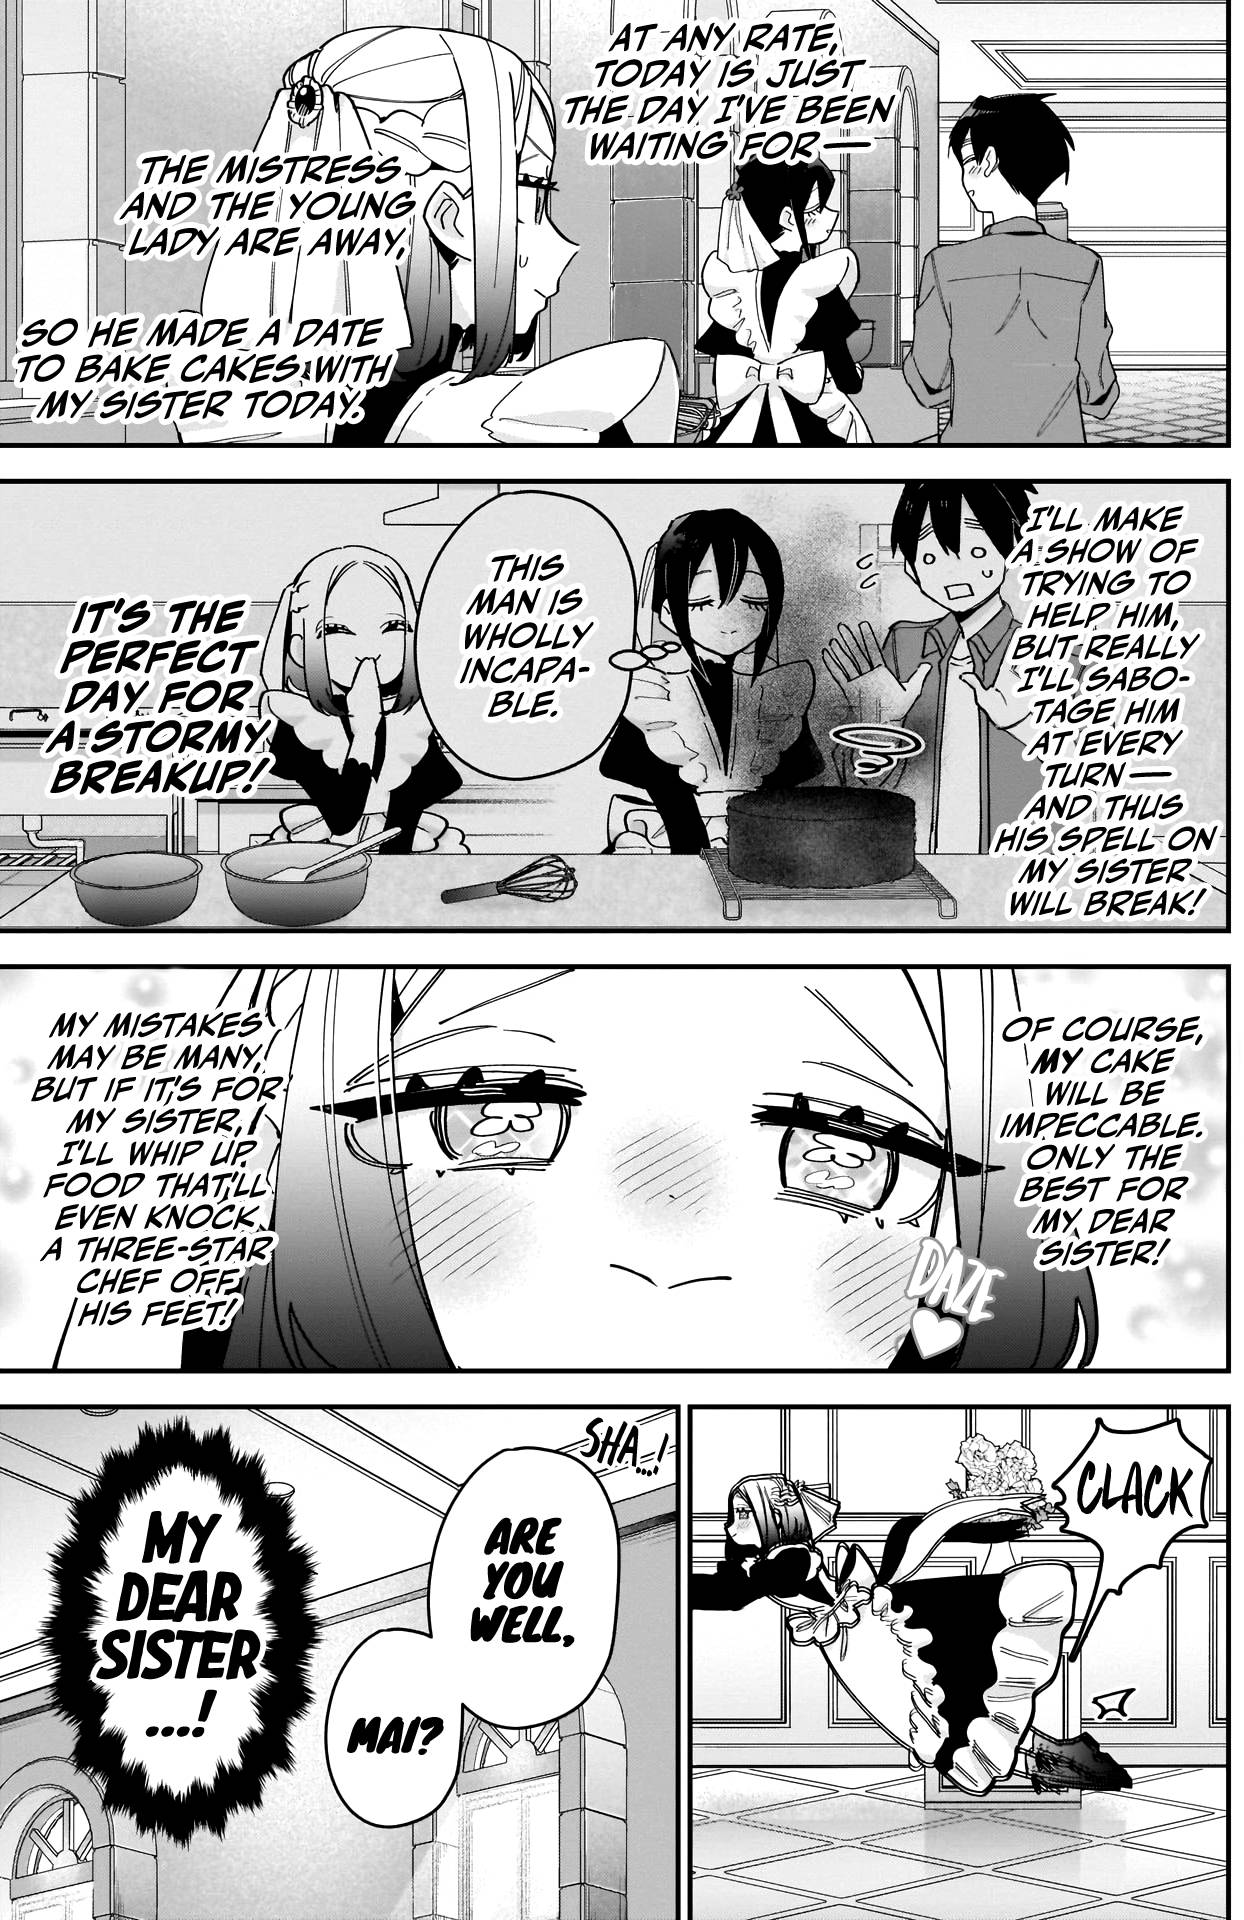 AT ANY RATE,
TODAY IS JUST
THE DAY I'VE BEEN
WAITING FOR—
THE MISTRESS
AND THE YOUNG
LADY ARE AWAY,
SO HE MADE A DATE
TO BAKE CAKES WITH
MY SISTER TODAY.
I'LL MAKE
A SHOW OF
TRYING TO
HELP HIM,
BUT REALLY
I'LL SABO-
TAGE HIM
AT EVERY
TURN—
AND THUS
HIS SPELL ON
MY SISTER
WILL BREAK!
THIS
MAN IS
WHOLLY
INCAPA-
BLE.
IT'S THE
PERFECT
DAY FOR
A STORMY
BREAKUP!
OF COURSE,
MY CAKE
WILL BE
IMPECCABLE.
ONLY THE
BEST FOR
MY DEAR
SISTER!
DAZE
MY MISTAKES
MAY BE MANY,
BUT IF IT'S FOR
MY SISTER,
I'LL WHIP UP
FOOD THAT'LL
EVEN KNOCK
A THREE-STAR
CHEF OFF
HIS FEET!
CLACK
SHA...!
ARE
YOU
WELL,
MAI?
MY
DEAR
SISTER
....!